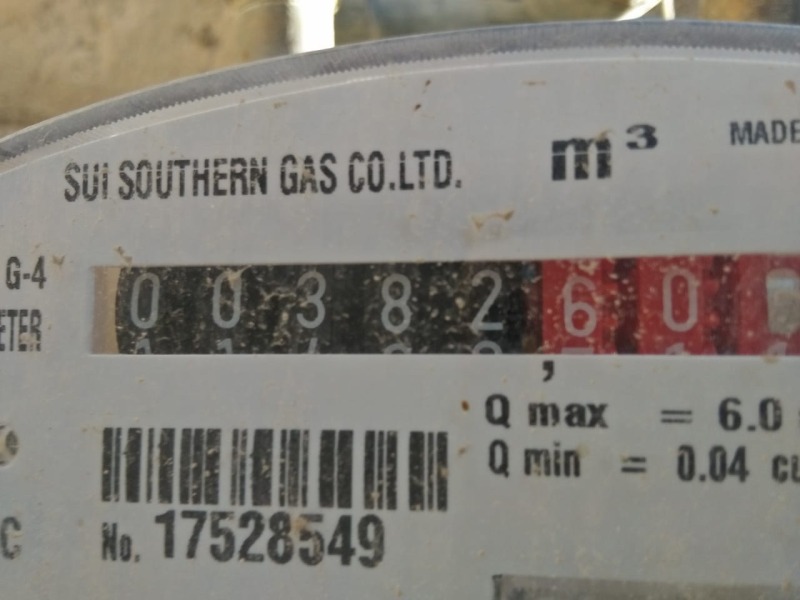 SUI SOUTHERN GAS CO.LTD.
m³
MADE
G-4
ETER
0 0 3 8 2 6 0
,
Q max = 6.0
Q min = 0.04 cu
C
No. 17528549